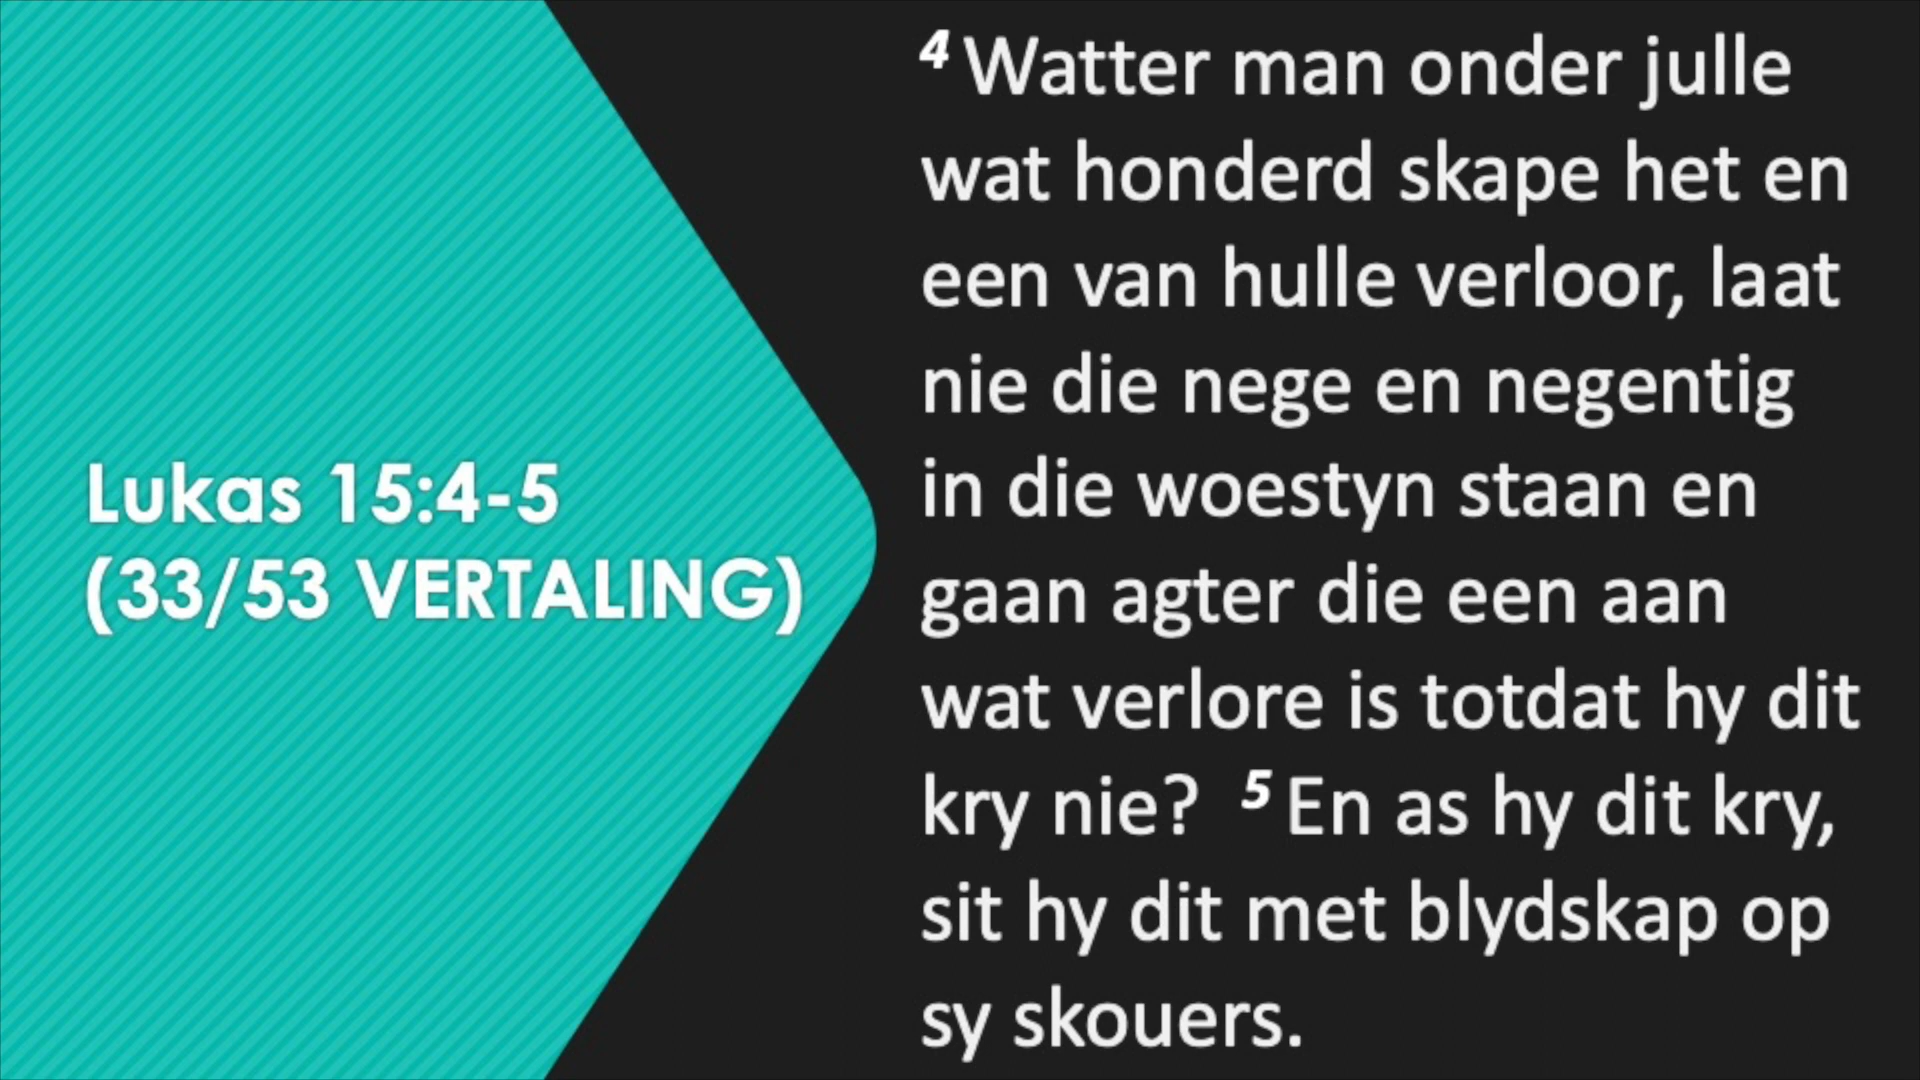 Lukas 15:4-5
(33/53 VERTALING)
4 Watter man onder julle
wat honderd skape het en
een van hulle verloor, laat
nie die nege en negentig
in die woestyn staan en
gaan agter die een aan
wat verlore is totdat hy dit
kry nie? 5 En as hy dit kry,
sit hy dit met blydskap op
sy skouers.